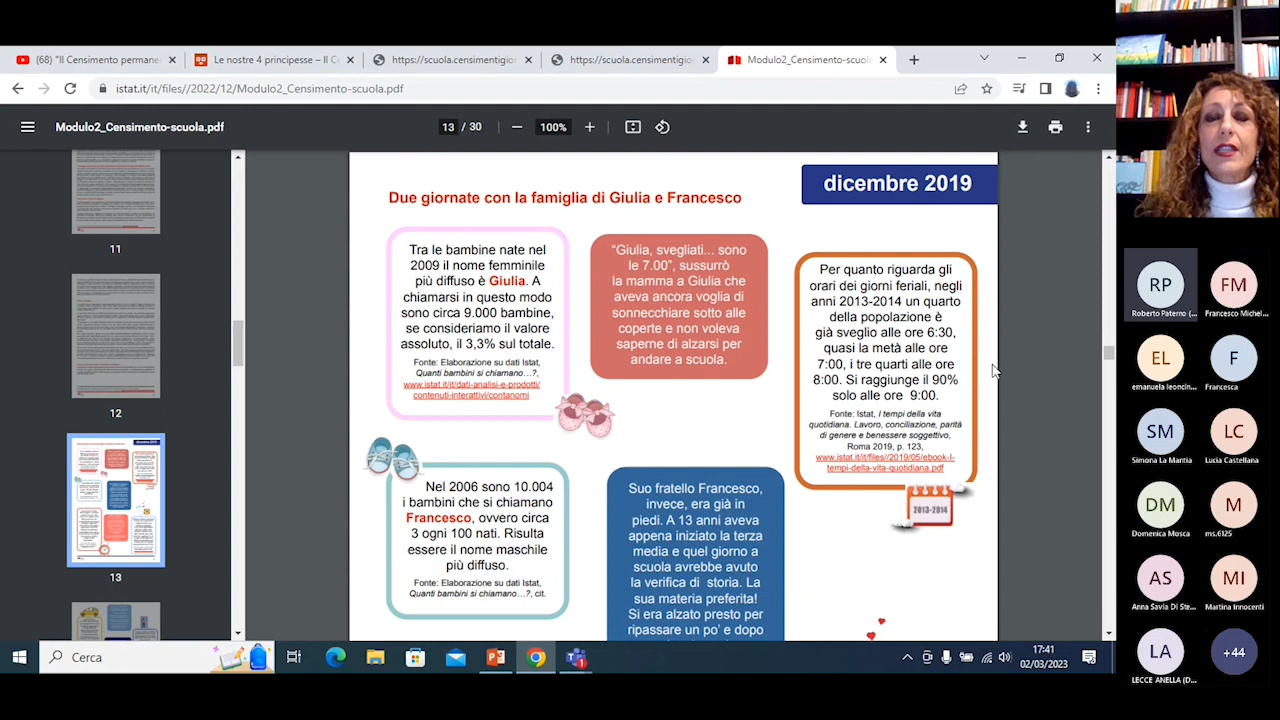 (68) "Il Censimento permane
Le nostre 4 principesse – Il C
https://scuola.censimentigio
https://scuola.censimentigio
Modulo2_Censimento-scuola
istat.it/it/files//2022/12/Modulo2_Censimento-scuola.pdf
Modulo2_Censimento-scuola.pdf
13 / 30
100%
11
12
13
Due giornate con la famiglia di Giulia e Francesco
dicembre 2019
Tra le bambine nate nel
2009 il nome femminile
più diffuso è Giulia. A
chiamarsi in questo modo
sono circa 9.000 bambine,
se consideriamo il valore
assoluto, il 3,3% sul totale.
Fonte: Elaborazione su dati Istat,
Quanti bambini si chiamano...?,
www.istat.it/it/dati-analisi-e-prodotti/
contenuti-interattivi/contanomi
"Giulia, svegliati... sono
le 7.00", sussurrò
la mamma a Giulia che
aveva ancora voglia di
sonnecchiare sotto alle
coperte e non voleva
saperne di alzarsi per
andare a scuola.
Per quanto riguarda gli
orari dei giorni feriali, negli
anni 2013-2014 un quarto
della popolazione è
già sveglio alle ore 6:30,
quasi la metà alle ore
7:00, i tre quarti alle ore
8:00. Si raggiunge il 90%
solo alle ore 9:00.
Fonte: Istat, I tempi della vita
quotidiana. Lavoro, conciliazione, parità
di genere e benessere soggettivo,
Roma 2019, p. 123,
www.istat.it/it/files//2019/05/ebook-I-
tempi-della-vita-quotidiana.pdf
2013-2014
Nel 2006 sono 10.004
i bambini che si chiamano
Francesco, ovvero circa
3 ogni 100 nati. Risulta
essere il nome maschile
più diffuso.
Fonte: Elaborazione su dati Istat,
Quanti bambini si chiamano...?, cit.
Suo fratello Francesco,
invece, era già in
piedi. A 13 anni aveva
appena iniziato la terza
media e quel giorno a
scuola avrebbe avuto
la verifica di storia. La
sua materia preferita!
Si era alzato presto per
ripassare un po' e dopo
RP
Roberto Paterno (...
FM
Francesco Michel...
EL
emanuela leoncin...
F
Francesca
SM
Simona La Mantia
LC
Lucia Castellana
DM
Domenica Mosca
M
ms.6125
AS
Anna Savia Di Ste...
MI
Martina Innocenti
LA
LECCE ANELLA (D...
+44
Cerca
17:41
02/03/2023